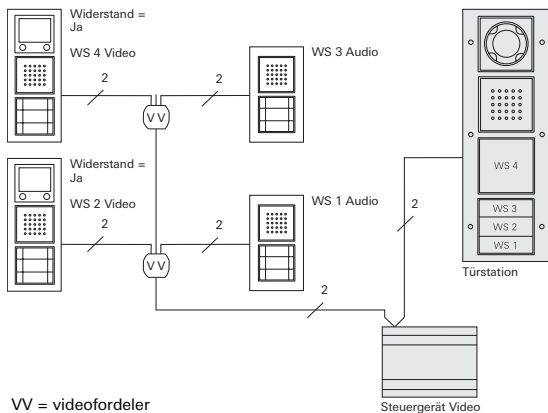 Widerstand =
Ja
WS 4 Video
2
2
WS 3 Audio
VV
Widerstand =
Ja
WS 2 Video
2
2
WS 1 Audio
VV
2
2
WS 4
WS 3
WS 2
WS 1
Türstation
VV = videofordeler
Steuergerät Video